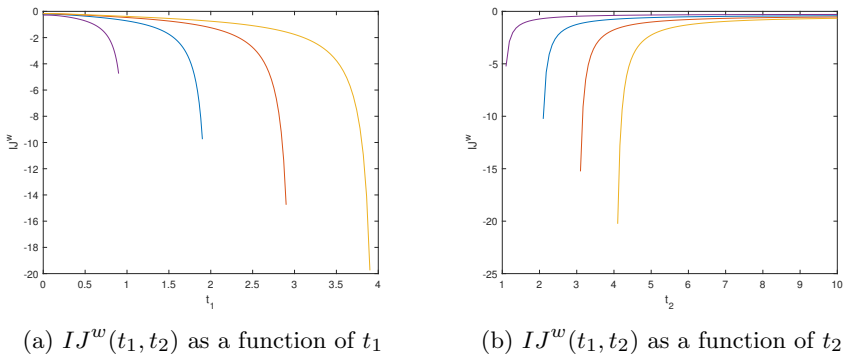 0
-2
-4
-6
-8
-10
-12
-14
-16
-18
-20
IJ^w
0 0.5 1 1.5 2 2.5 3 3.5 4
t_1
0
-5
-10
-15
-20
-25
IJ^w
1 2 3 4 5 6 7 8 9 10
t_2
(a) IJ^w(t_1, t_2) as a function of t_1
(b) IJ^w(t_1, t_2) as a function of t_2